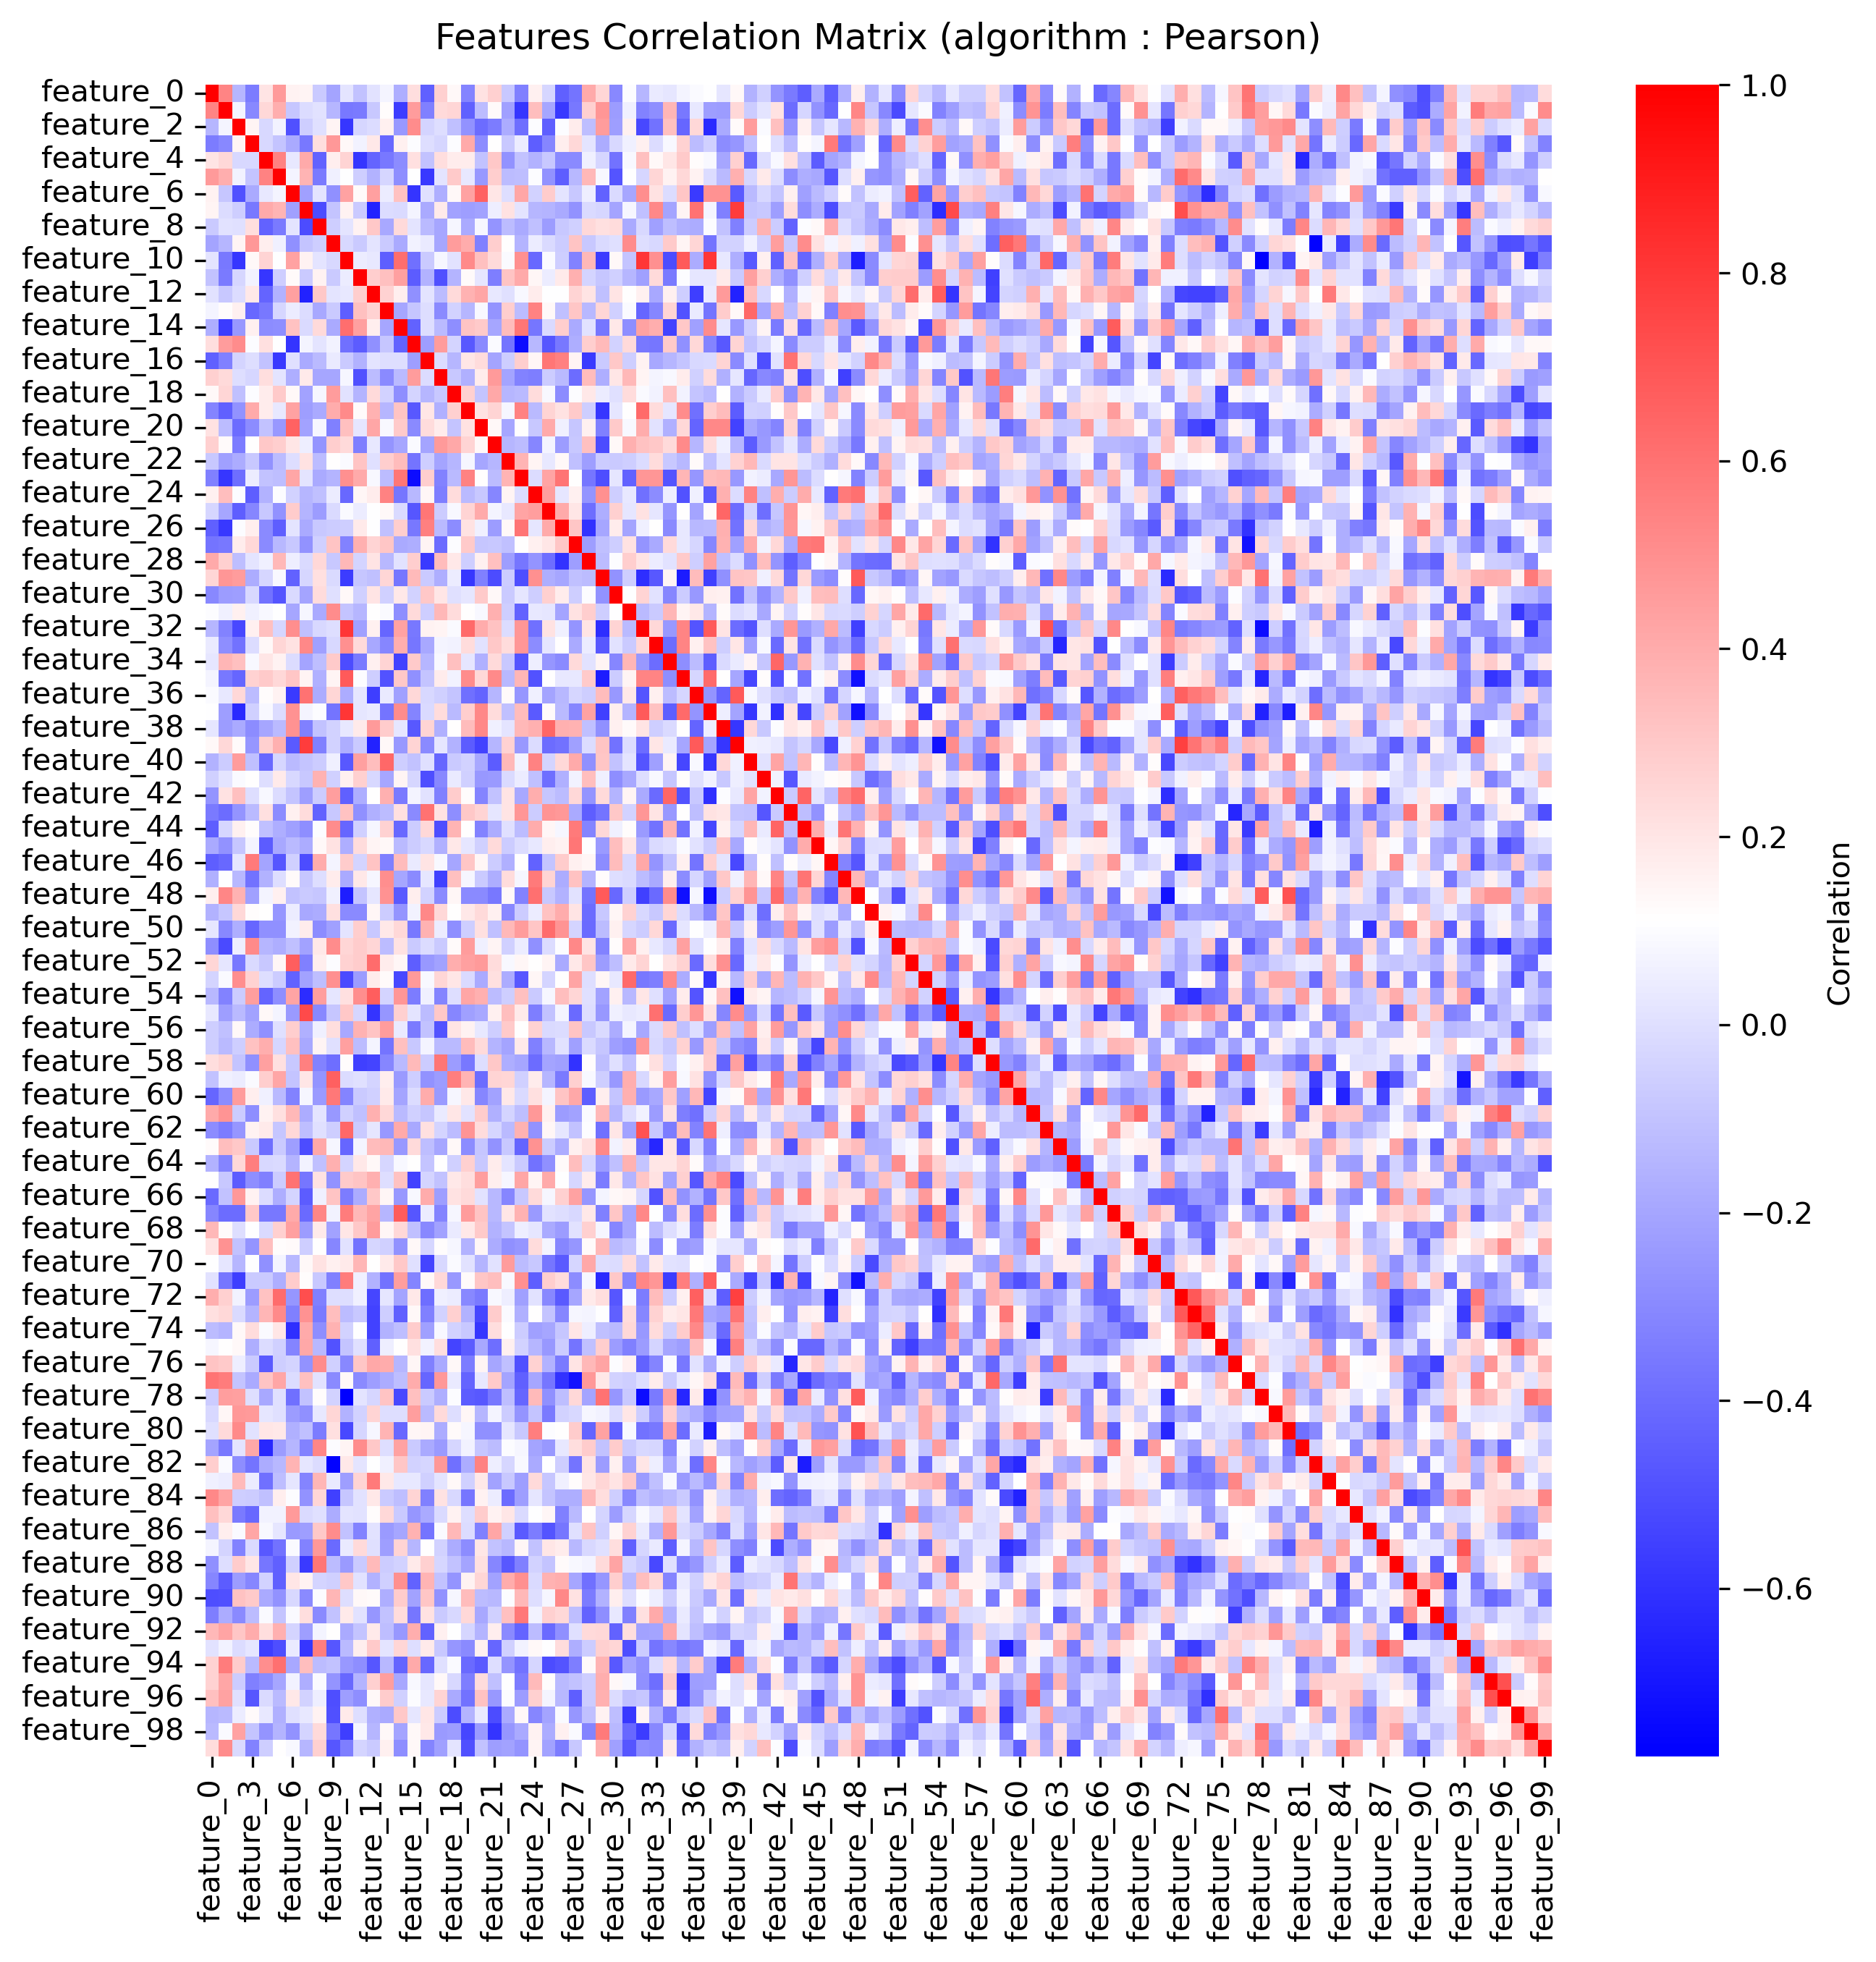 Features Correlation Matrix (algorithm : Pearson)
feature_0
feature_2
feature_4
feature_6
feature_8
feature_10
feature_12
feature_14
feature_16
feature_18
feature_20
feature_22
feature_24
feature_26
feature_28
feature_30
feature_32
feature_34
feature_36
feature_38
feature_40
feature_42
feature_44
feature_46
feature_48
feature_50
feature_52
feature_54
feature_56
feature_58
feature_60
feature_62
feature_64
feature_66
feature_68
feature_70
feature_72
feature_74
feature_76
feature_78
feature_80
feature_82
feature_84
feature_86
feature_88
feature_90
feature_92
feature_94
feature_96
feature_98
feature_0
feature_3
feature_6
feature_9
feature_12
feature_15
feature_18
feature_21
feature_24
feature_27
feature_30
feature_33
feature_36
feature_39
feature_42
feature_45
feature_48
feature_51
feature_54
feature_57
feature_60
feature_63
feature_66
feature_69
feature_72
feature_75
feature_78
feature_81
feature_84
feature_87
feature_90
feature_93
feature_96
feature_99
1.0
0.8
0.6
0.4
0.2
0.0
−0.2
−0.4
−0.6
Correlation